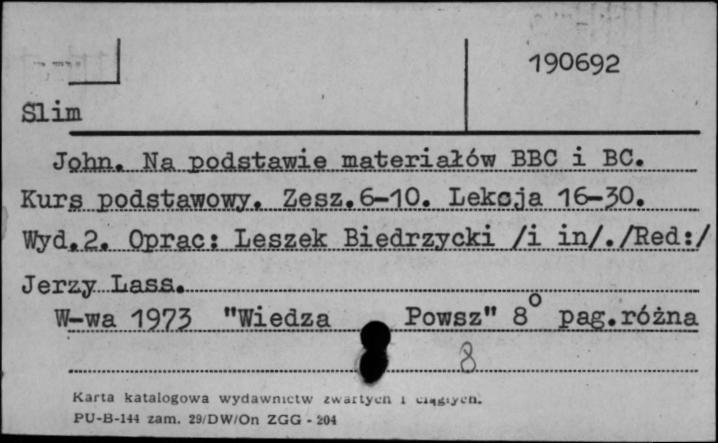 190692
Slim
John. Na podstawie materiałów BBC i BC.
Kurs podstawowy. Zesz.6-10. Lekcja 16-30.
Wyd.2. Oprac: Leszek Biedrzycki /i in/./Red:/
Jerzy Lass.
W-wa 1973 "Wiedza Powsz" 8° pag.różna
8
Karta katalogowa wydawnictw zwartych i ciągłych.
PU-B-144 zam. 29/DW/On ZGG - 204